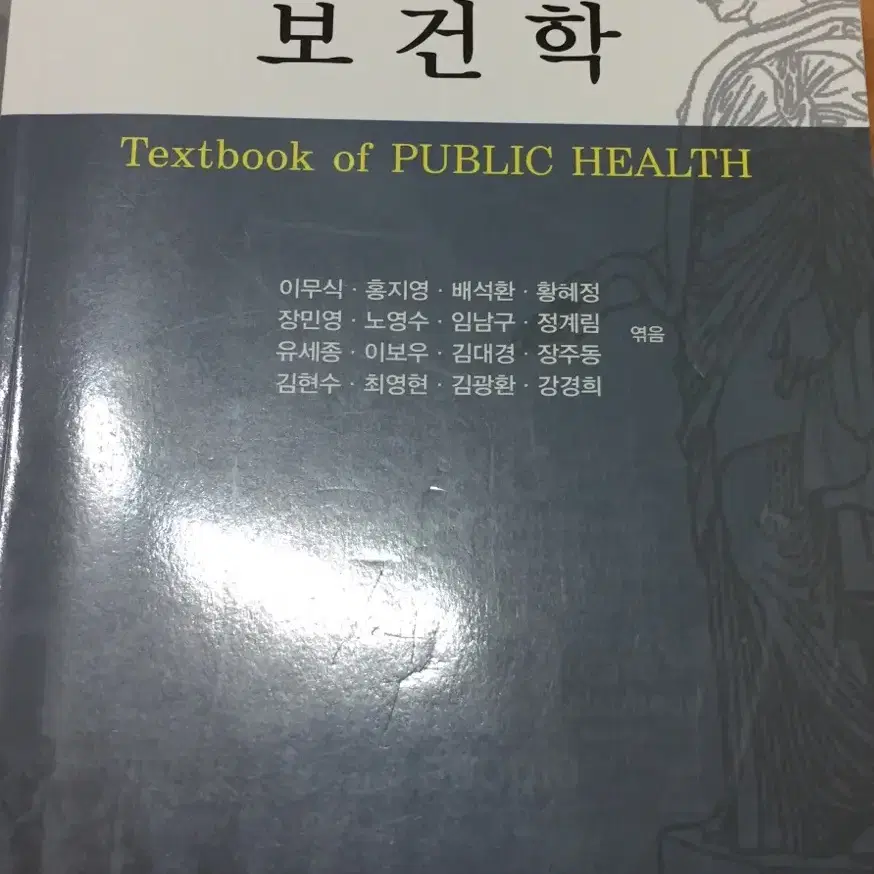 보건학
Textbook of PUBLIC HEALTH
이무식 · 홍지영 · 배석환 · 황혜정
장민영 · 노영수 · 임남구 · 정계림
유세종 · 이보우 · 김대경 · 장주동
김현수 · 최영현 · 김광환 · 강경희
엮음